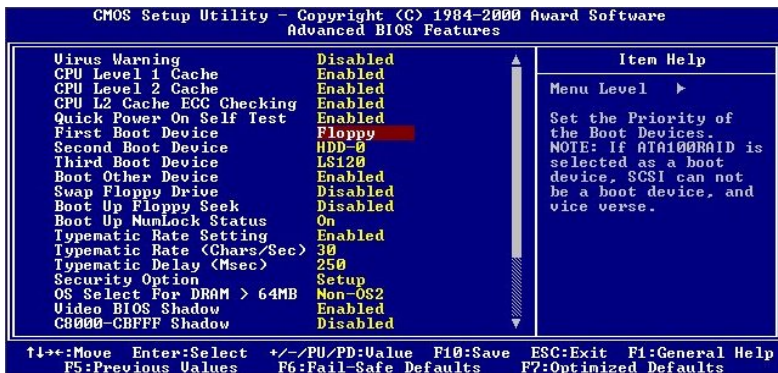 CMOS Setup Utility - Copyright (C) 1984-2000 Award Software
Advanced BIOS Features
Virus Warning Disabled
CPU Level 1 Cache Enabled
CPU Level 2 Cache Enabled
CPU L2 Cache ECC Checking Enabled
Quick Power On Self Test Enabled
First Boot Device Floppy
Second Boot Device HDD-0
Third Boot Device LS120
Boot Other Device Enabled
Swap Floppy Drive Disabled
Boot Up Floppy Seek Disabled
Boot Up NumLock Status On
Typematic Rate Setting Enabled
Typematic Rate (Chars/Sec) 30
Typematic Delay (Msec) 250
Security Option Setup
OS Select For DRAM > 64MB Non-OS2
Video BIOS Shadow Enabled
C8000-CBFFF Shadow Disabled
Item Help
Menu Level ▶
Set the Priority of
the Boot Devices.
NOTE: If ATA100RAID is
selected as a boot
device, SCSI can not
be a boot device, and
vice verse.
↑↓→←:Move Enter:Select +/-/PU/PD:Value F10:Save ESC:Exit F1:General Help
F5:Previous Values F6:Fail-Safe Defaults F7:Optimized Defaults